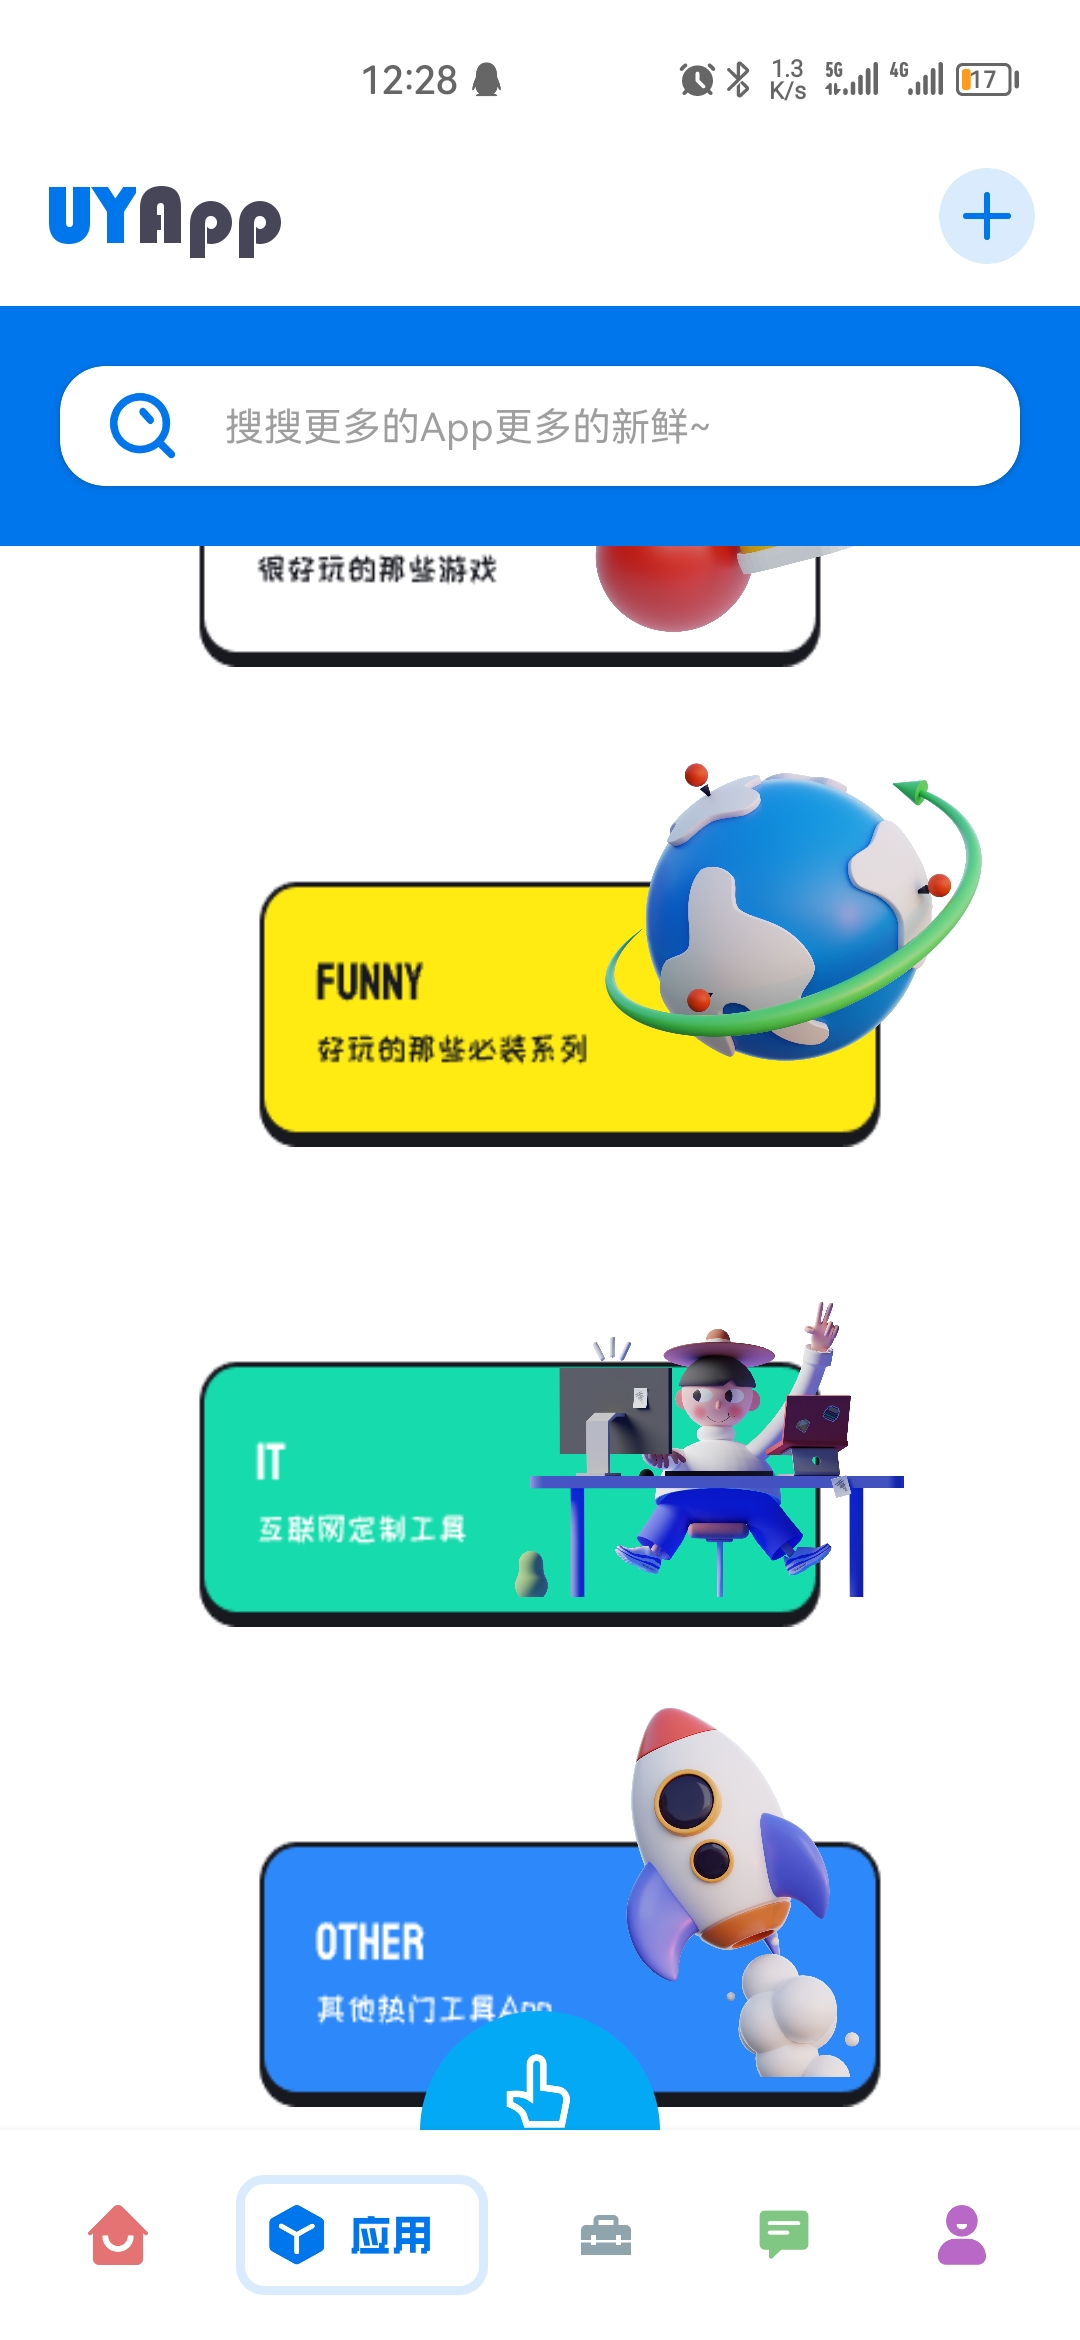 12:28
1.3
K/s
5G
4G
17
UYApp
搜搜更多的App更多的新鲜~
很好玩的那些游戏
FUNNY
好玩的那些必装系列
IT
互联网定制工具
OTHER
其他热门工具App
应用